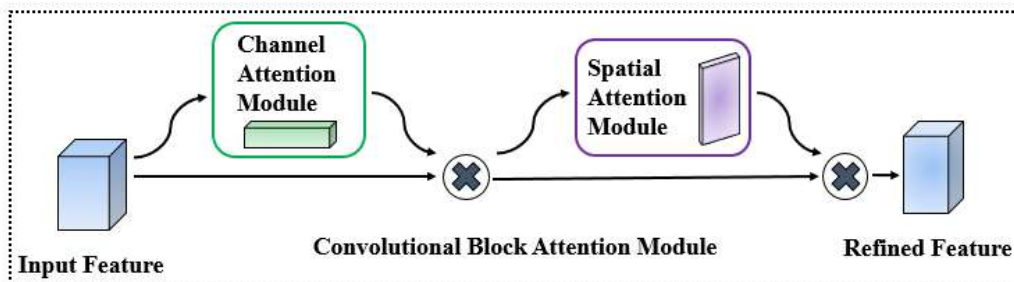 Channel
Attention
Module
Spatial
Attention
Module
Input Feature
Convolutional Block Attention Module
Refined Feature